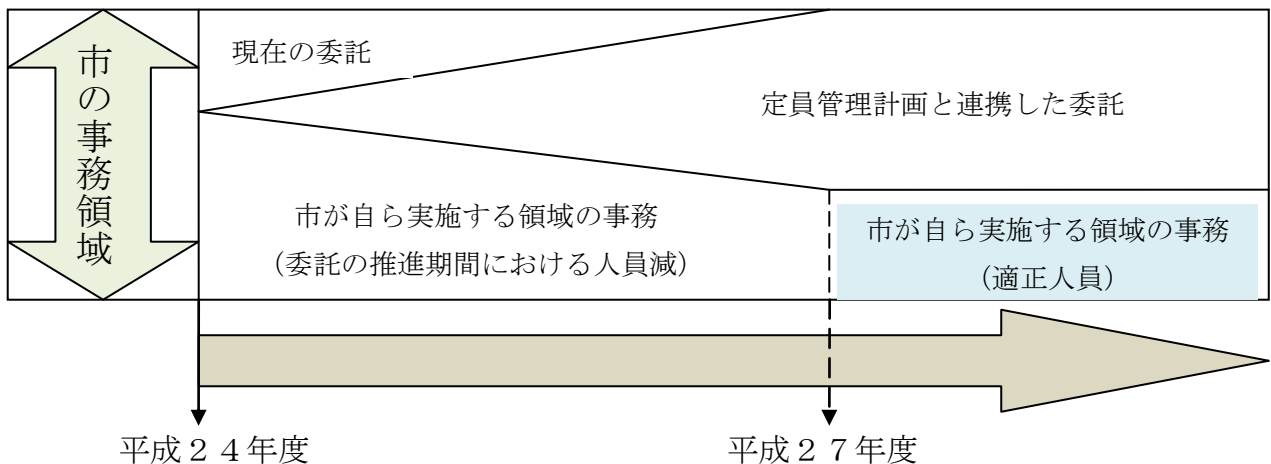 市の事務領域
現在の委託
定員管理計画と連携した委託
市が自ら実施する領域の事務
（委託の推進期間における人員減）
市が自ら実施する領域の事務
（適正人員）
平成２４年度
平成２７年度